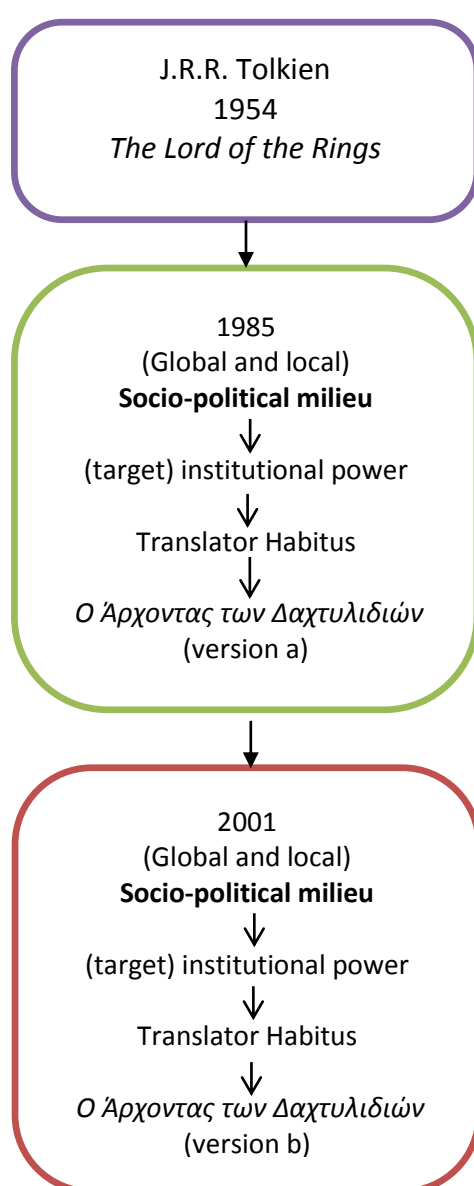 J.R.R. Tolkien
1954
The Lord of the Rings
1985
(Global and local)
Socio-political milieu
(target) institutional power
Translator Habitus
Ο Άρχοντας των Δαχτυλιδιών
(version a)
2001
(Global and local)
Socio-political milieu
(target) institutional power
Translator Habitus
Ο Άρχοντας των Δαχτυλιδιών
(version b)